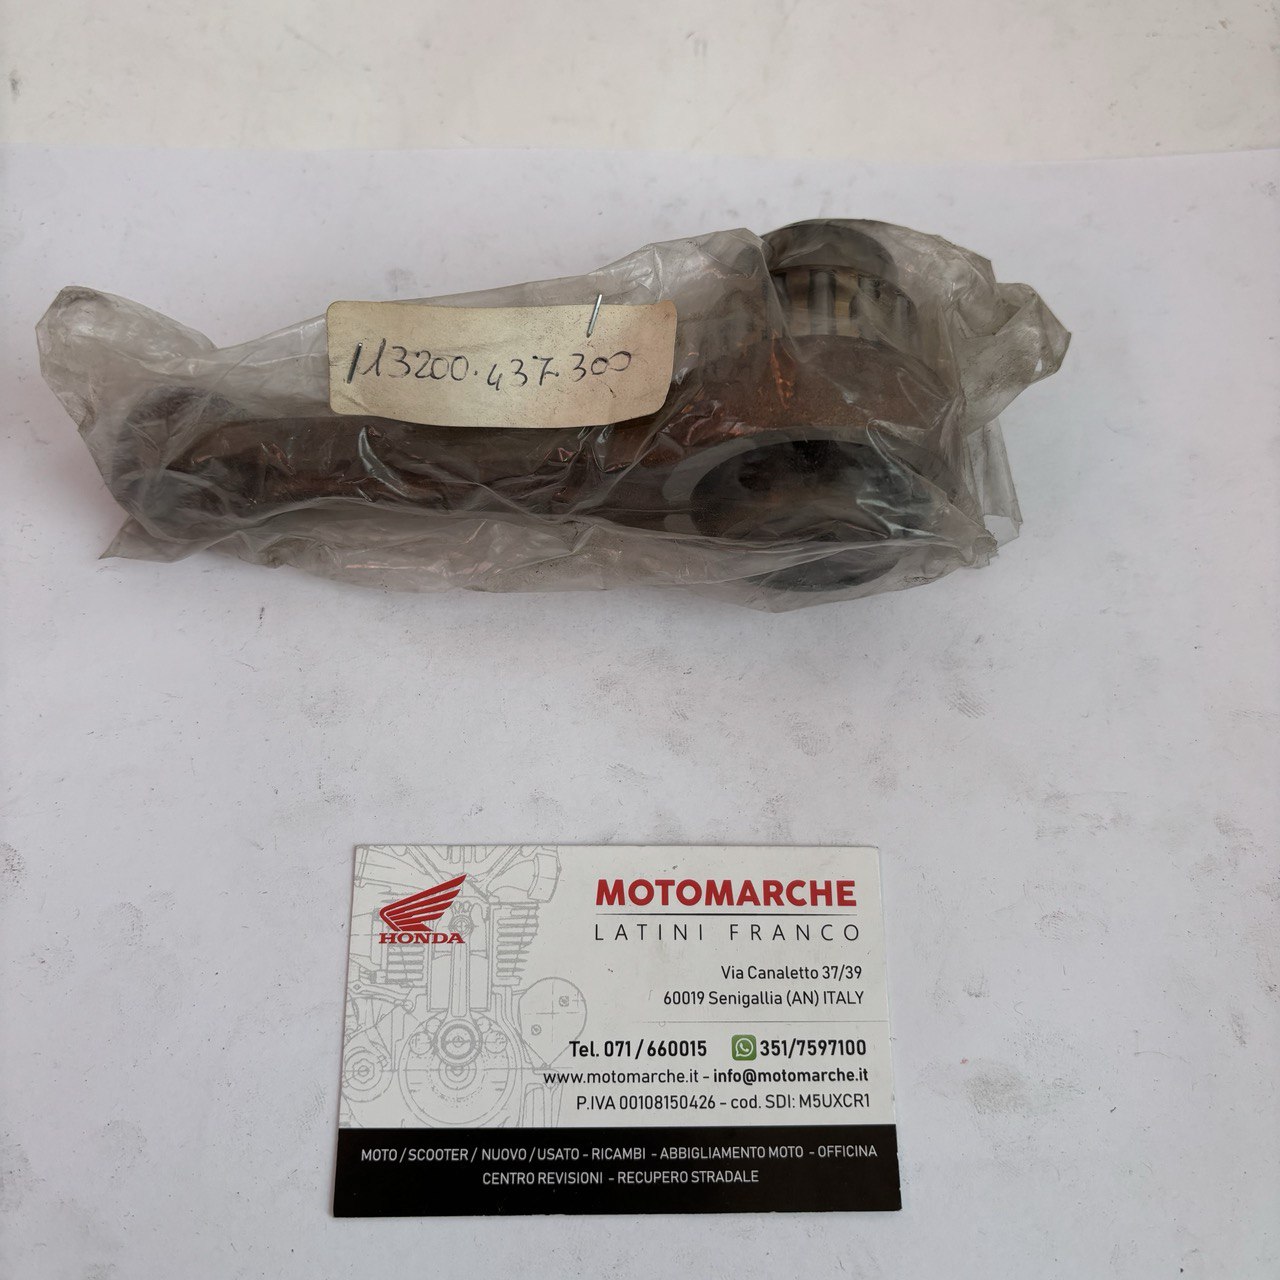 M3200.437.300
HONDA
MOTOMARCHE
LATINI FRANCO
Via Canaletto 37/39
60019 Senigallia (AN) ITALY
Tel. 071/660015 351/7597100
www.motomarche.it - info@motomarche.it
P.IVA 00108150426 - cod. SDI: M5UXCR1
MOTO / SCOOTER / NUOVO / USATO - RICAMBI - ABBIGLIAMENTO MOTO - OFFICINA
CENTRO REVISIONI - RECUPERO STRADALE